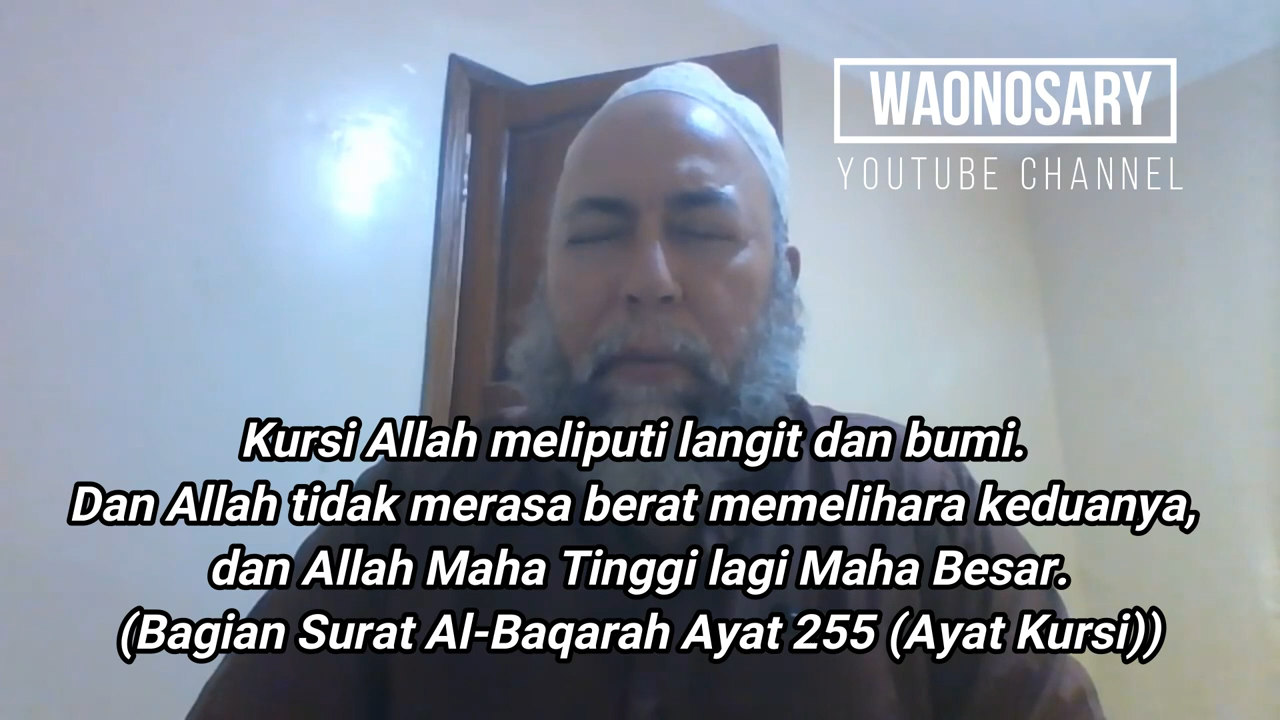 WAONOSARY
YOUTUBE CHANNEL
Kursi Allah meliputi langit dan bumi.
Dan Allah tidak merasa berat memelihara keduanya,
dan Allah Maha Tinggi lagi Maha Besar.
(Bagian Surat Al-Baqarah Ayat 255 (Ayat Kursi))